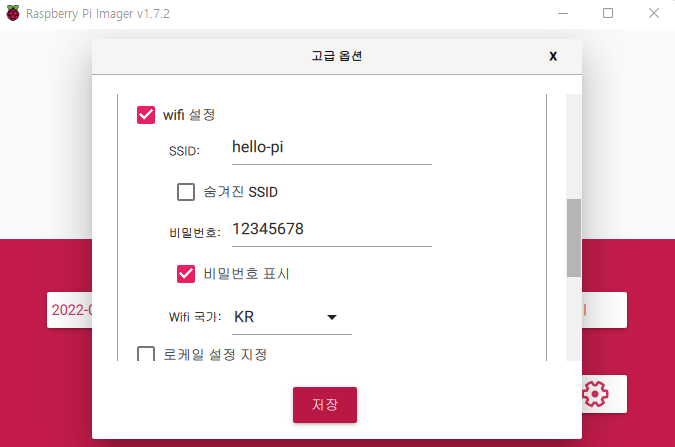 Raspberry Pi Imager v1.7.2
고급 옵션
X
wifi 설정
SSID: hello-pi
숨겨진 SSID
비밀번호: 12345678
비밀번호 표시
Wifi 국가: KR
2022-0
로케일 설정 지정
저장